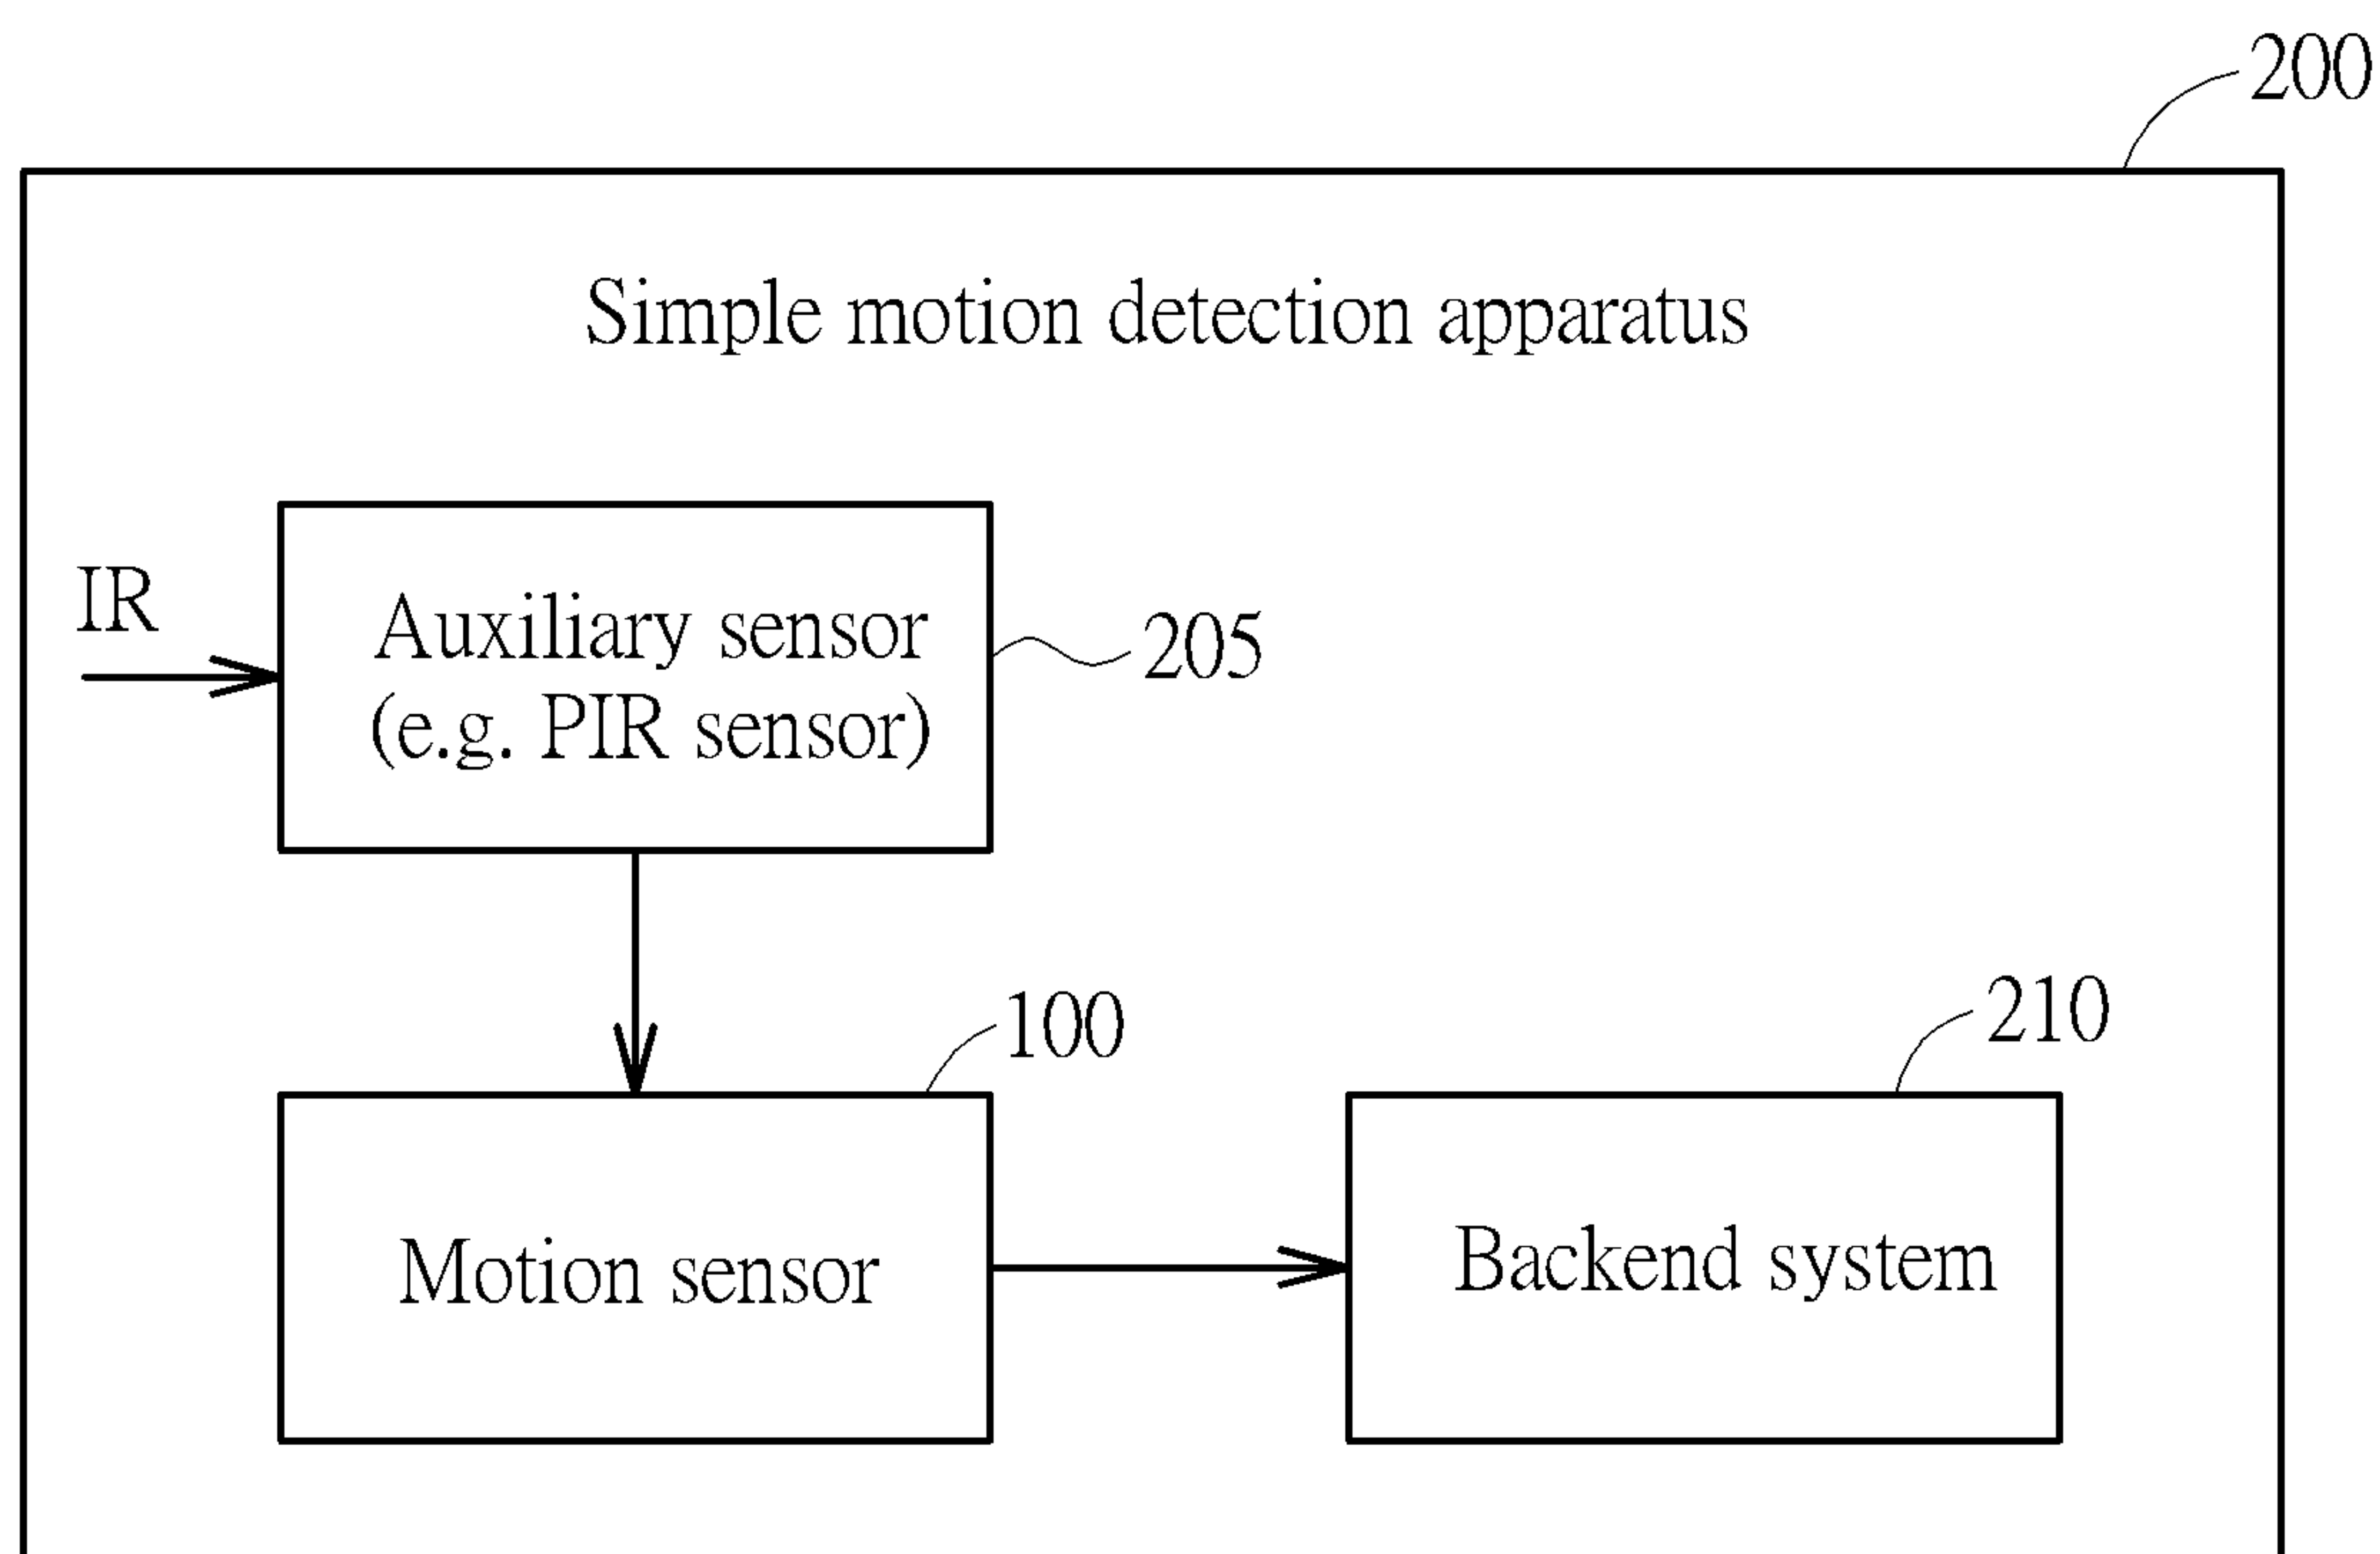 200
Simple motion detection apparatus
IR
Auxiliary sensor
(e.g. PIR sensor)
205
100
210
Motion sensor
Backend system